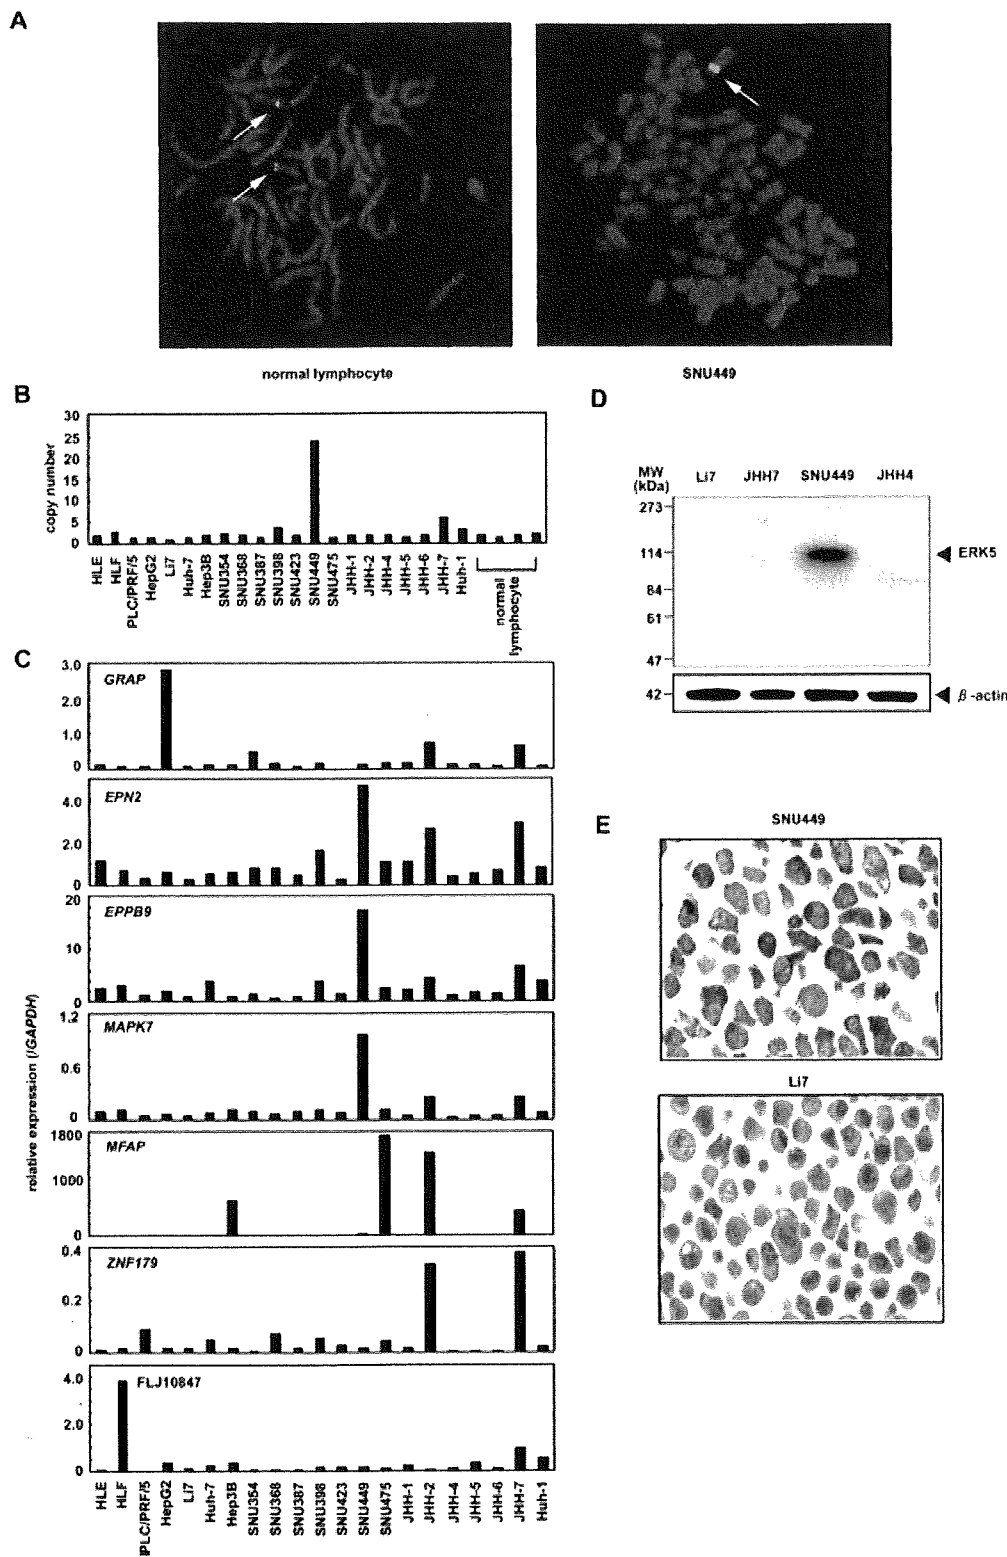 A
normal lymphocyte
SNU449
B
copy number
30
25
20
15
10
5
0
HLE
HLF
PLC/PRF/5
HepG2
Li7
Huh-7
Hep3B
SNU354
SNU368
SNU387
SNU398
SNU423
SNU449
SNU475
JHH-1
JHH-2
JHH-4
JHH-5
JHH-6
JHH-7
Huh-1
normal
lymphocyte
C
relative expression (/GAPDH)
GRAP
3.0
2.0
1.0
0
EPN2
4.0
2.0
0
EPPB9
20
10
0
MAPK7
1.2
0.6
0
MFAP
1800
1000
0
ZNF179
0.4
0.2
0
FLJ10847
4.0
2.0
0
HLE
HLF
PLC/PRF/5
HepG2
Li7
Huh-7
Hep3B
SNU354
SNU368
SNU387
SNU398
SNU423
SNU449
SNU475
JHH-1
JHH-2
JHH-4
JHH-5
JHH-6
JHH-7
Huh-1
D
MW
(kDa)
Li7 JHH7 SNU449 JHH4
273
114
84
61
47
42
ERK5
β-actin
E
SNU449
Li7